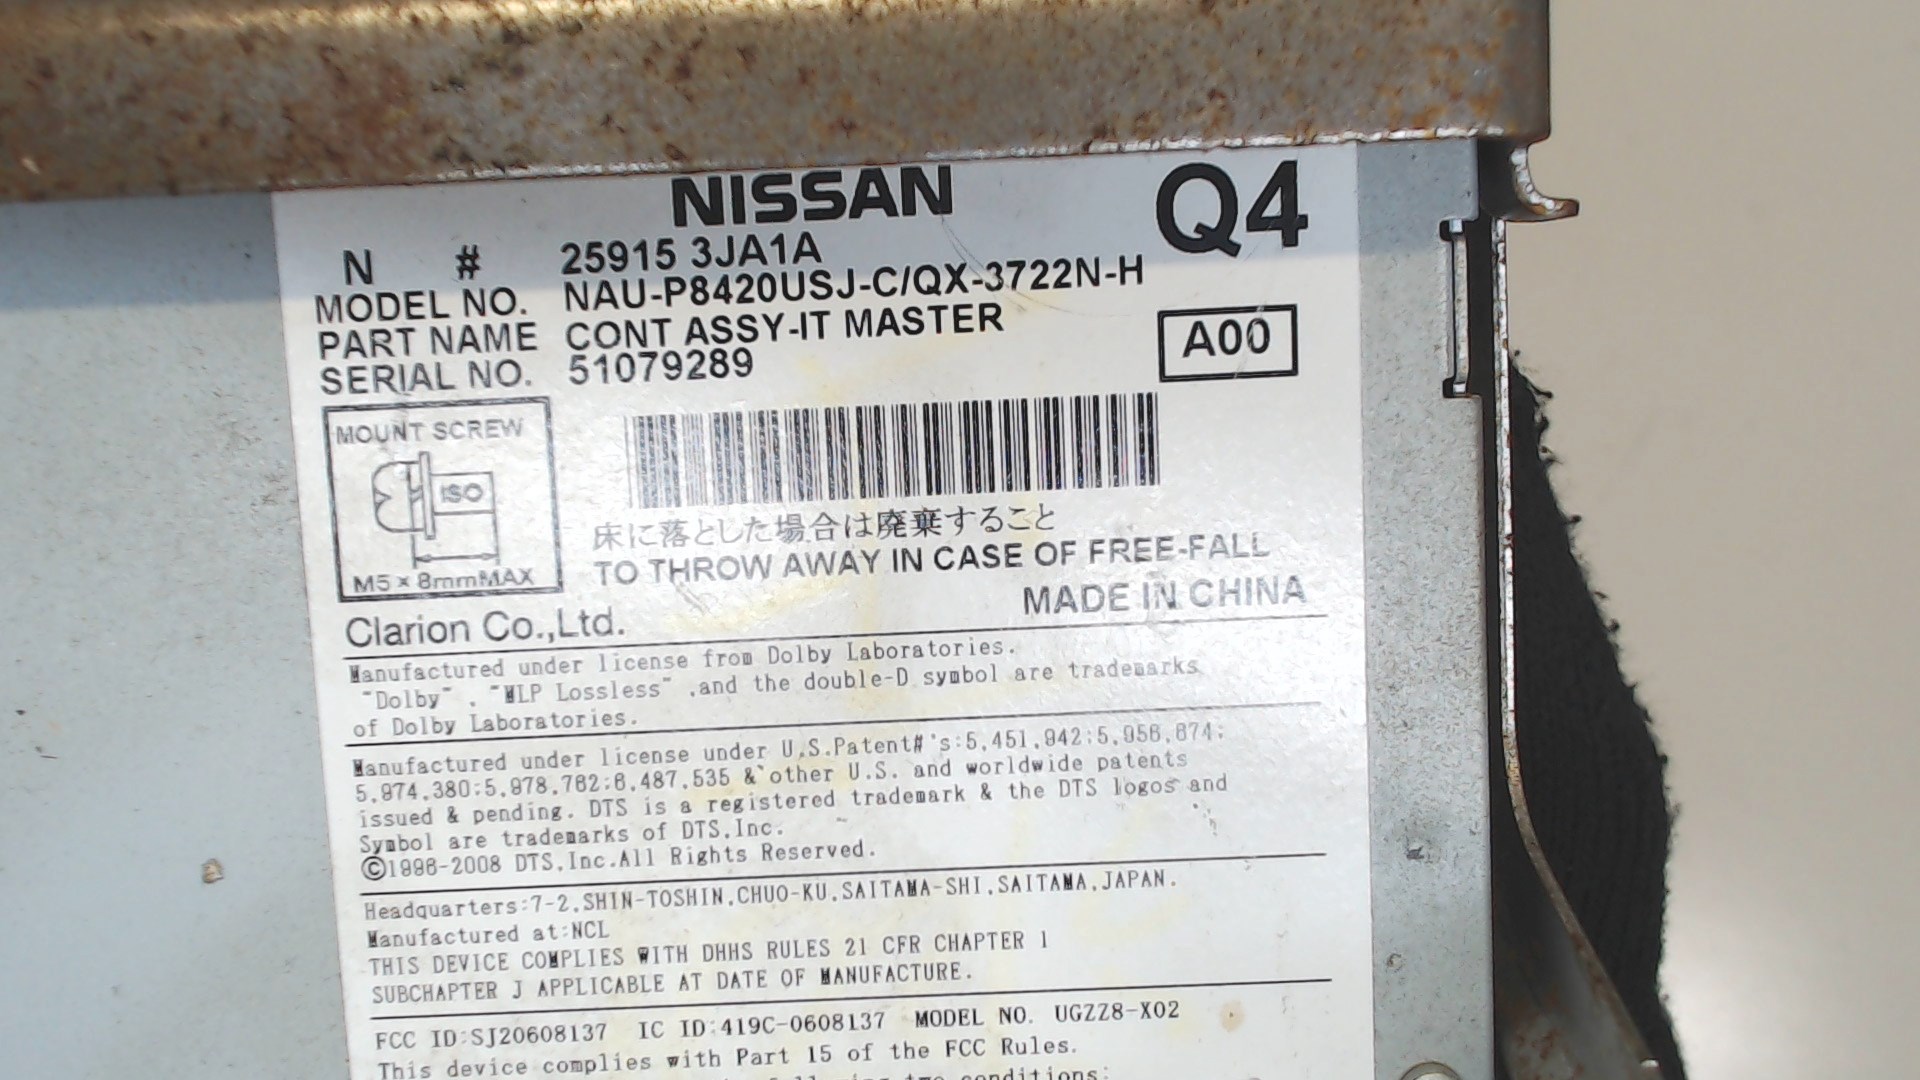 NISSAN
Q4
N # 25915 3JA1A
MODEL NO. NAU-P8420USJ-C/QX-3722N-H
PART NAME CONT ASSY-IT MASTER
SERIAL NO. 51079289
A00
MOUNT SCREW
ISO
M5 x 8mmMAX
床に落とした場合は廃棄すること
TO THROW AWAY IN CASE OF FREE-FALL
MADE IN CHINA
Clarion Co.,Ltd.
Manufactured under license from Dolby Laboratories.
"Dolby", "MLP Lossless" ,and the double-D symbol are trademarks
of Dolby Laboratories.
Manufactured under license under U.S.Patent#'s:5,451,942;5,956,674;
5,974,380;5,978,762;6,487,535 & other U.S. and worldwide patents
issued & pending. DTS is a registered trademark & the DTS logos and
Symbol are trademarks of DTS,Inc.
©1996-2008 DTS,Inc.All Rights Reserved.
Headquarters:7-2,SHIN-TOSHIN,CHUO-KU,SAITAMA-SHI,SAITAMA,JAPAN.
Manufactured at:NCL
THIS DEVICE COMPLIES WITH DHHS RULES 21 CFR CHAPTER 1
SUBCHAPTER J APPLICABLE AT DATE OF MANUFACTURE.
FCC ID:SJ20608137 IC ID:419C-0608137 MODEL NO. UGZZ8-X02
This device complies with Part 15 of the FCC Rules.
following two conditions: